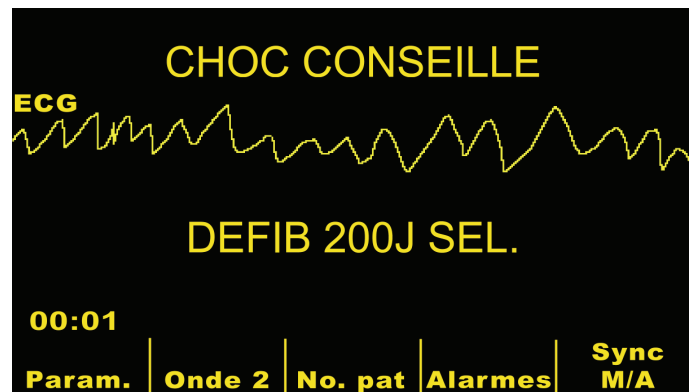 CHOC CONSEILLE
ECG
DEFIB 200J SEL.
00:01
Param. Onde 2 No. pat Alarmes Sync M/A